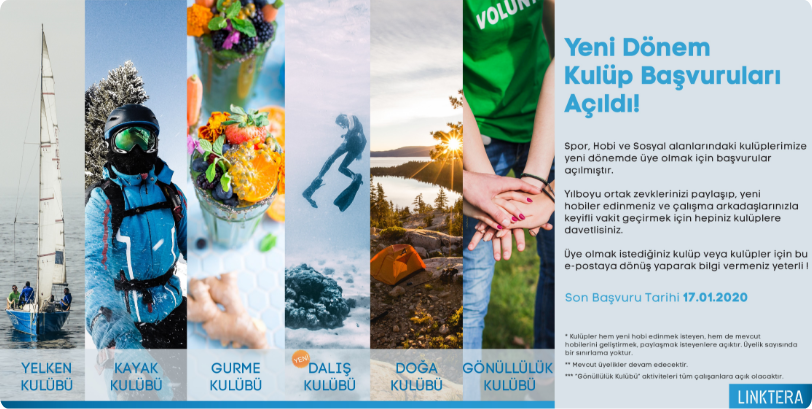 VOLUNT
Yeni Dönem
Kulüp Başvuruları
Açıldı!
Spor, Hobi ve Sosyal alanlarındaki kulüplerimize
yeni dönemde üye olmak için başvurular
açılmıştır.
Yılboyu ortak zevklerinizi paylaşıp, yeni
hobiler edinmeniz ve çalışma arkadaşlarınızla
keyifli vakit geçirmek için hepiniz kulüplere
davetlisiniz.
Üye olmak istediğiniz kulüp veya kulüpler için bu
e-postaya dönüş yaparak bilgi vermeniz yeterli !
Son Başvuru Tarihi 17.01.2020
* Kulüpler hem yeni hobi edinmek isteyen, hem de mevcut
hobilerini geliştirmek, paylaşmak isteyenlere açıktır. Üyelik sayısında
bir sınırlama yoktur.
** Mevcut üyelikler devam edecektir.
*** "Gönüllülük Kulübü" aktiviteleri tüm çalışanlara açık olacaktır.
YELKEN
KULÜBÜ
KAYAK
KULÜBÜ
GURME
KULÜBÜ
YENİ
DALIŞ
KULÜBÜ
DOĞA
KULÜBÜ
GÖNÜLLÜLÜK
KULÜBÜ
LINKTERA